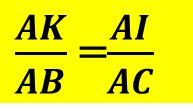 AK/AB = AI/AC